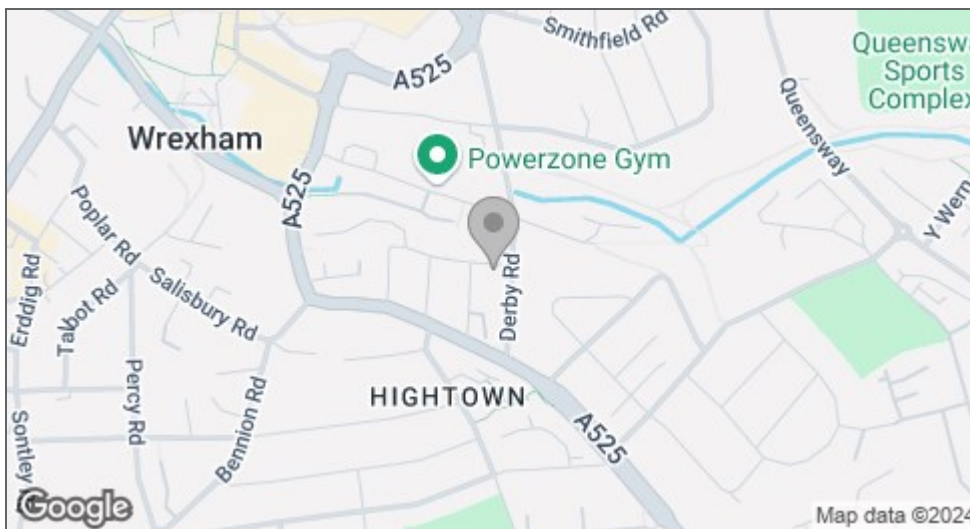 Smithfield Rd
Queensw
Sports
Complex
A525
Queensway
Wrexham
Powerzone Gym
A525
Y Wern
Poplar Rd
Erddig Rd
Talbot Rd
Salisbury Rd
Derby Rd
Percy Rd
Bennion Rd
HIGHTOWN
A525
Sontley
Google
Map data ©2024